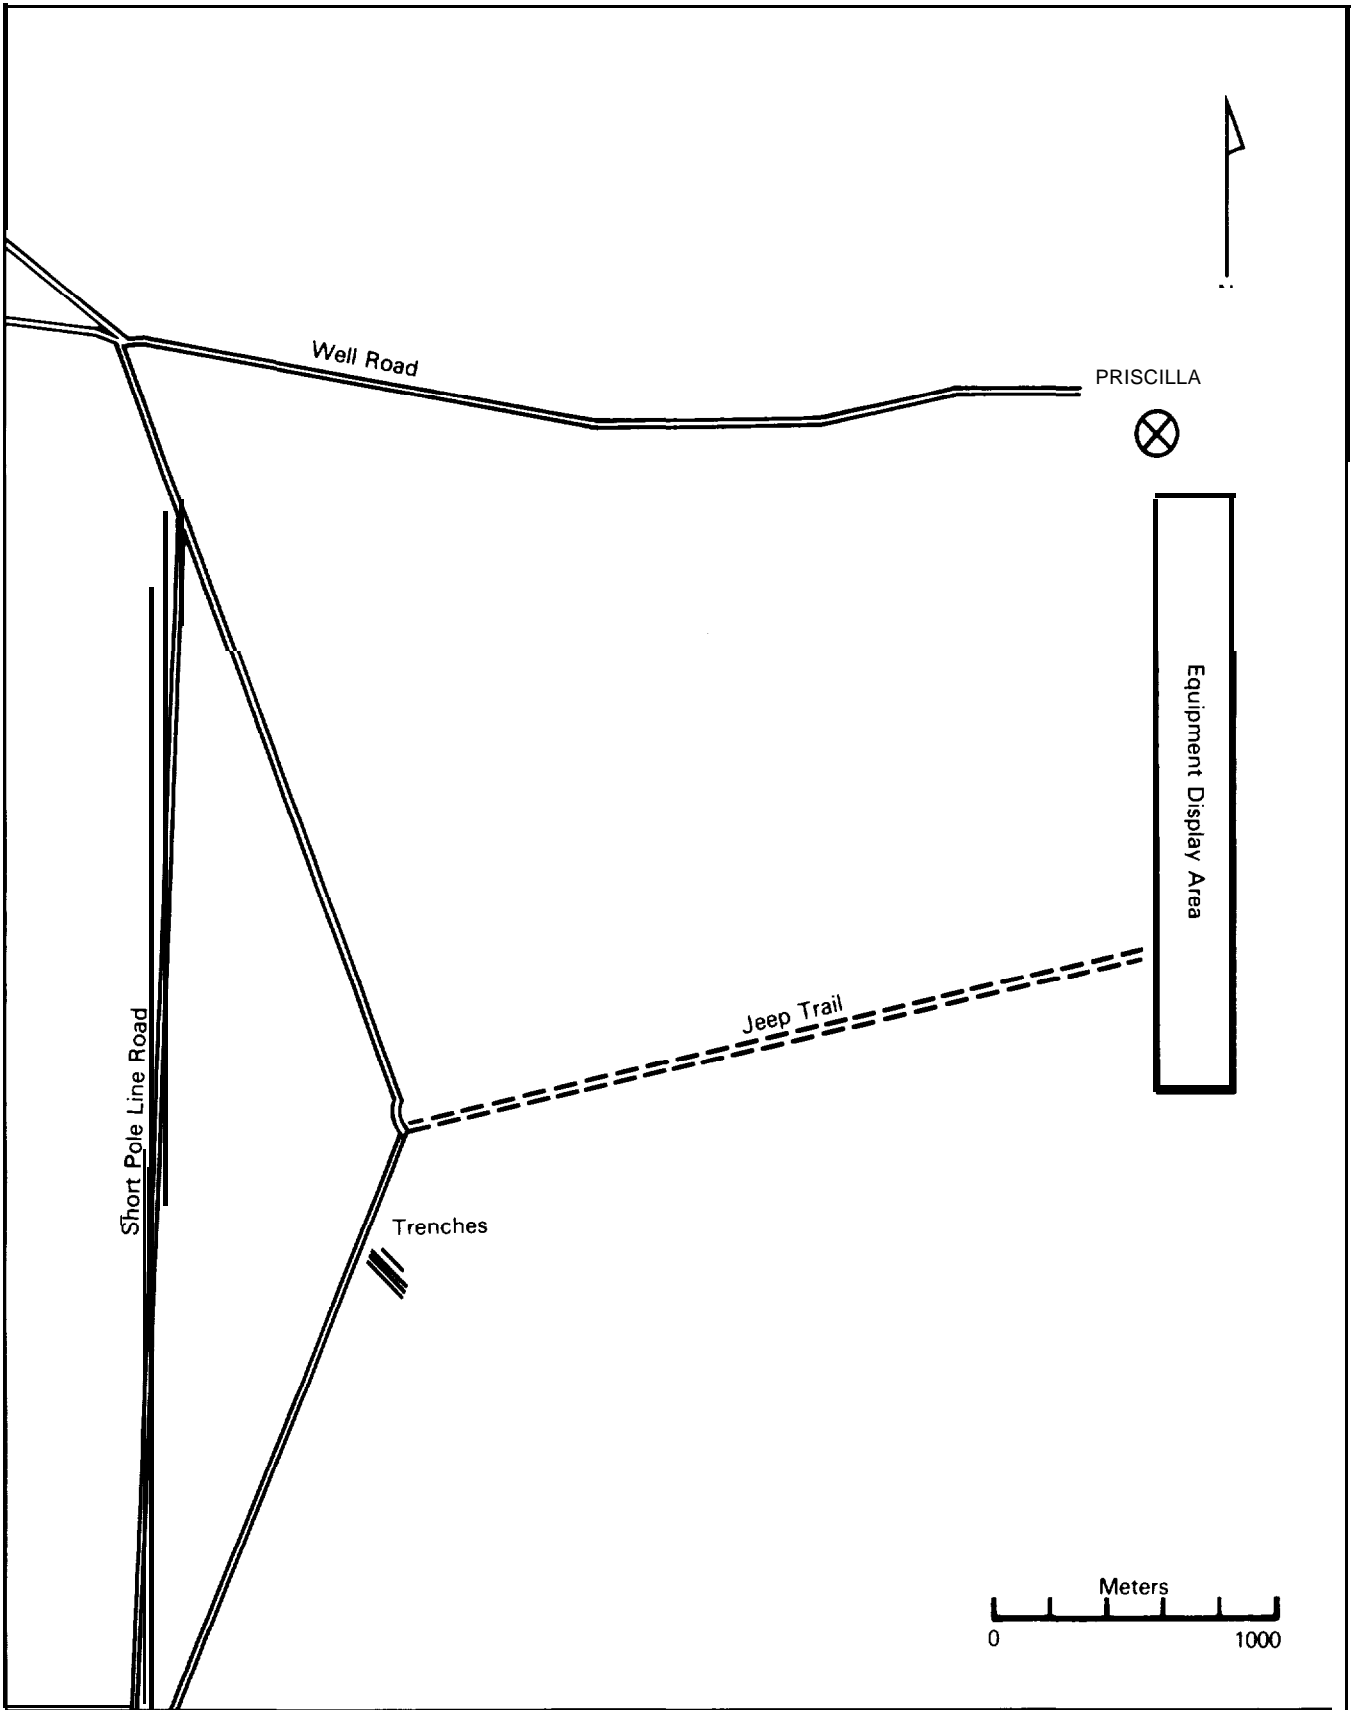 Well Road
PRISCILLA
Equipment Display Area
Jeep Trail
Short Pole Line Road
Trenches
Meters
0 1000